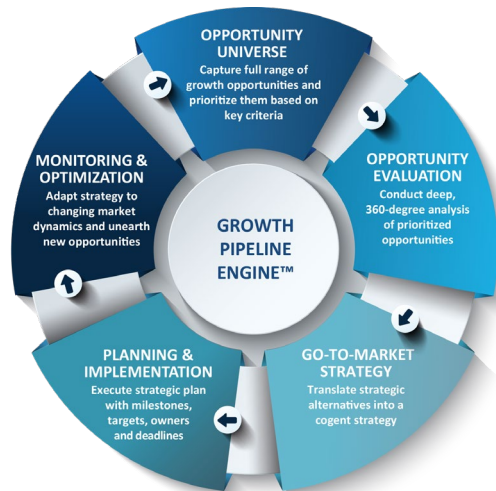 OPPORTUNITY
UNIVERSE
Capture full range of
growth opportunities and
prioritize them based on
key criteria
OPPORTUNITY
EVALUATION
Conduct deep,
360-degree analysis
of prioritized
opportunities
GO-TO-MARKET
STRATEGY
Translate strategic
alternatives into a
cogent strategy
PLANNING &
IMPLEMENTATION
Execute strategic plan
with milestones,
targets, owners
and deadlines
MONITORING &
OPTIMIZATION
Adapt strategy to
changing market
dynamics and unearth
new opportunities
GROWTH
PIPELINE
ENGINE™